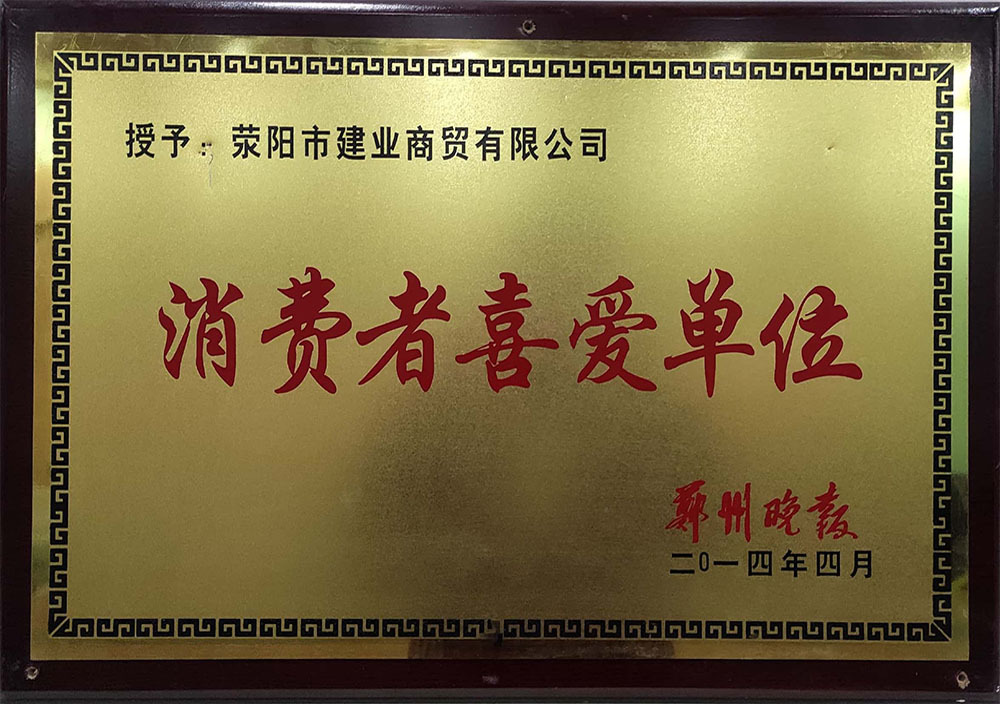 授予：荥阳市建业商贸有限公司
消费者喜爱单位
郑州晚报
二0一四年四月